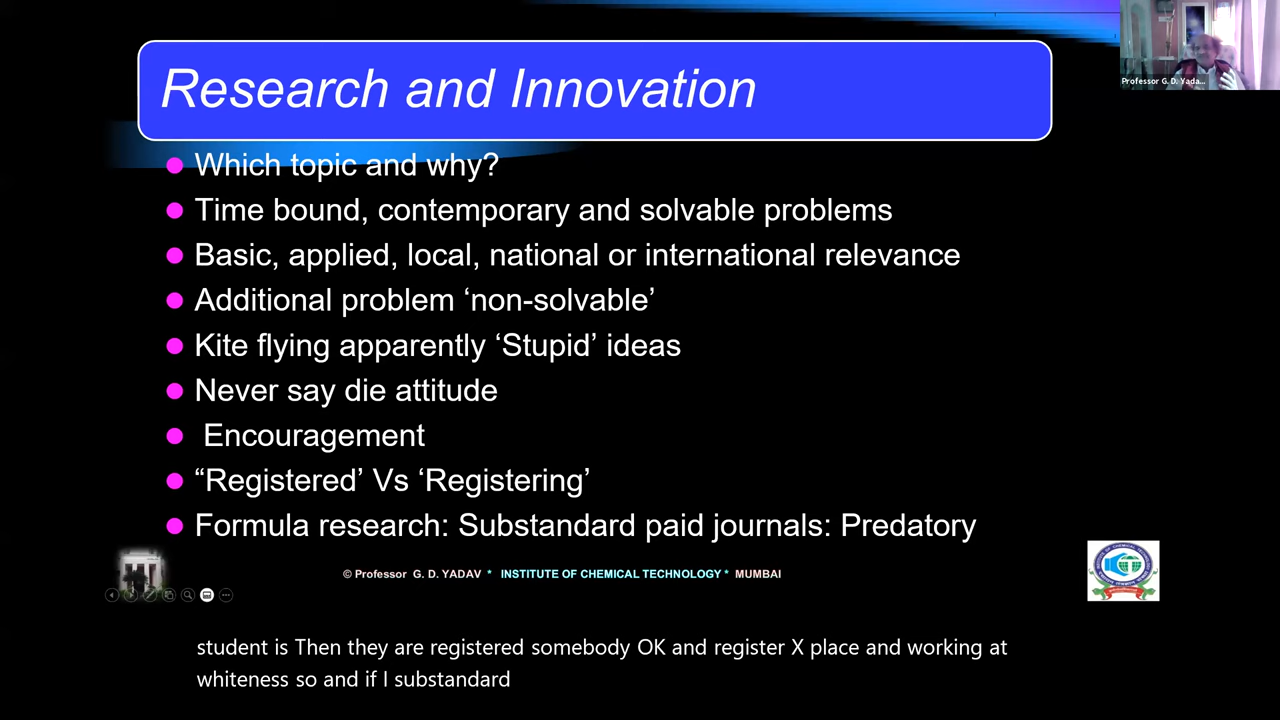 Research and Innovation
Professor G. D. Yada...
Which topic and why?
Time bound, contemporary and solvable problems
Basic, applied, local, national or international relevance
Additional problem ‘non-solvable’
Kite flying apparently ‘Stupid’ ideas
Never say die attitude
Encouragement
“Registered’ Vs ‘Registering’
Formula research: Substandard paid journals: Predatory
© Professor G. D. YADAV * INSTITUTE OF CHEMICAL TECHNOLOGY * MUMBAI
student is Then they are registered somebody OK and register X place and working at
whiteness so and if I substandard